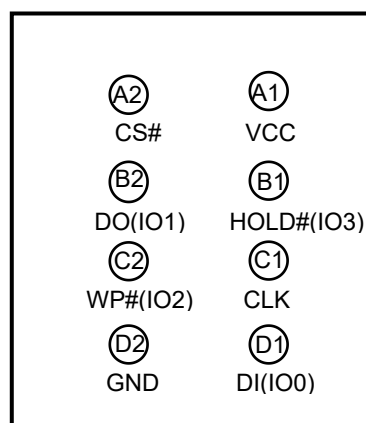 A2 A1
CS# VCC
B2 B1
DO(IO1) HOLD#(IO3)
C2 C1
WP#(IO2) CLK
D2 D1
GND DI(IO0)